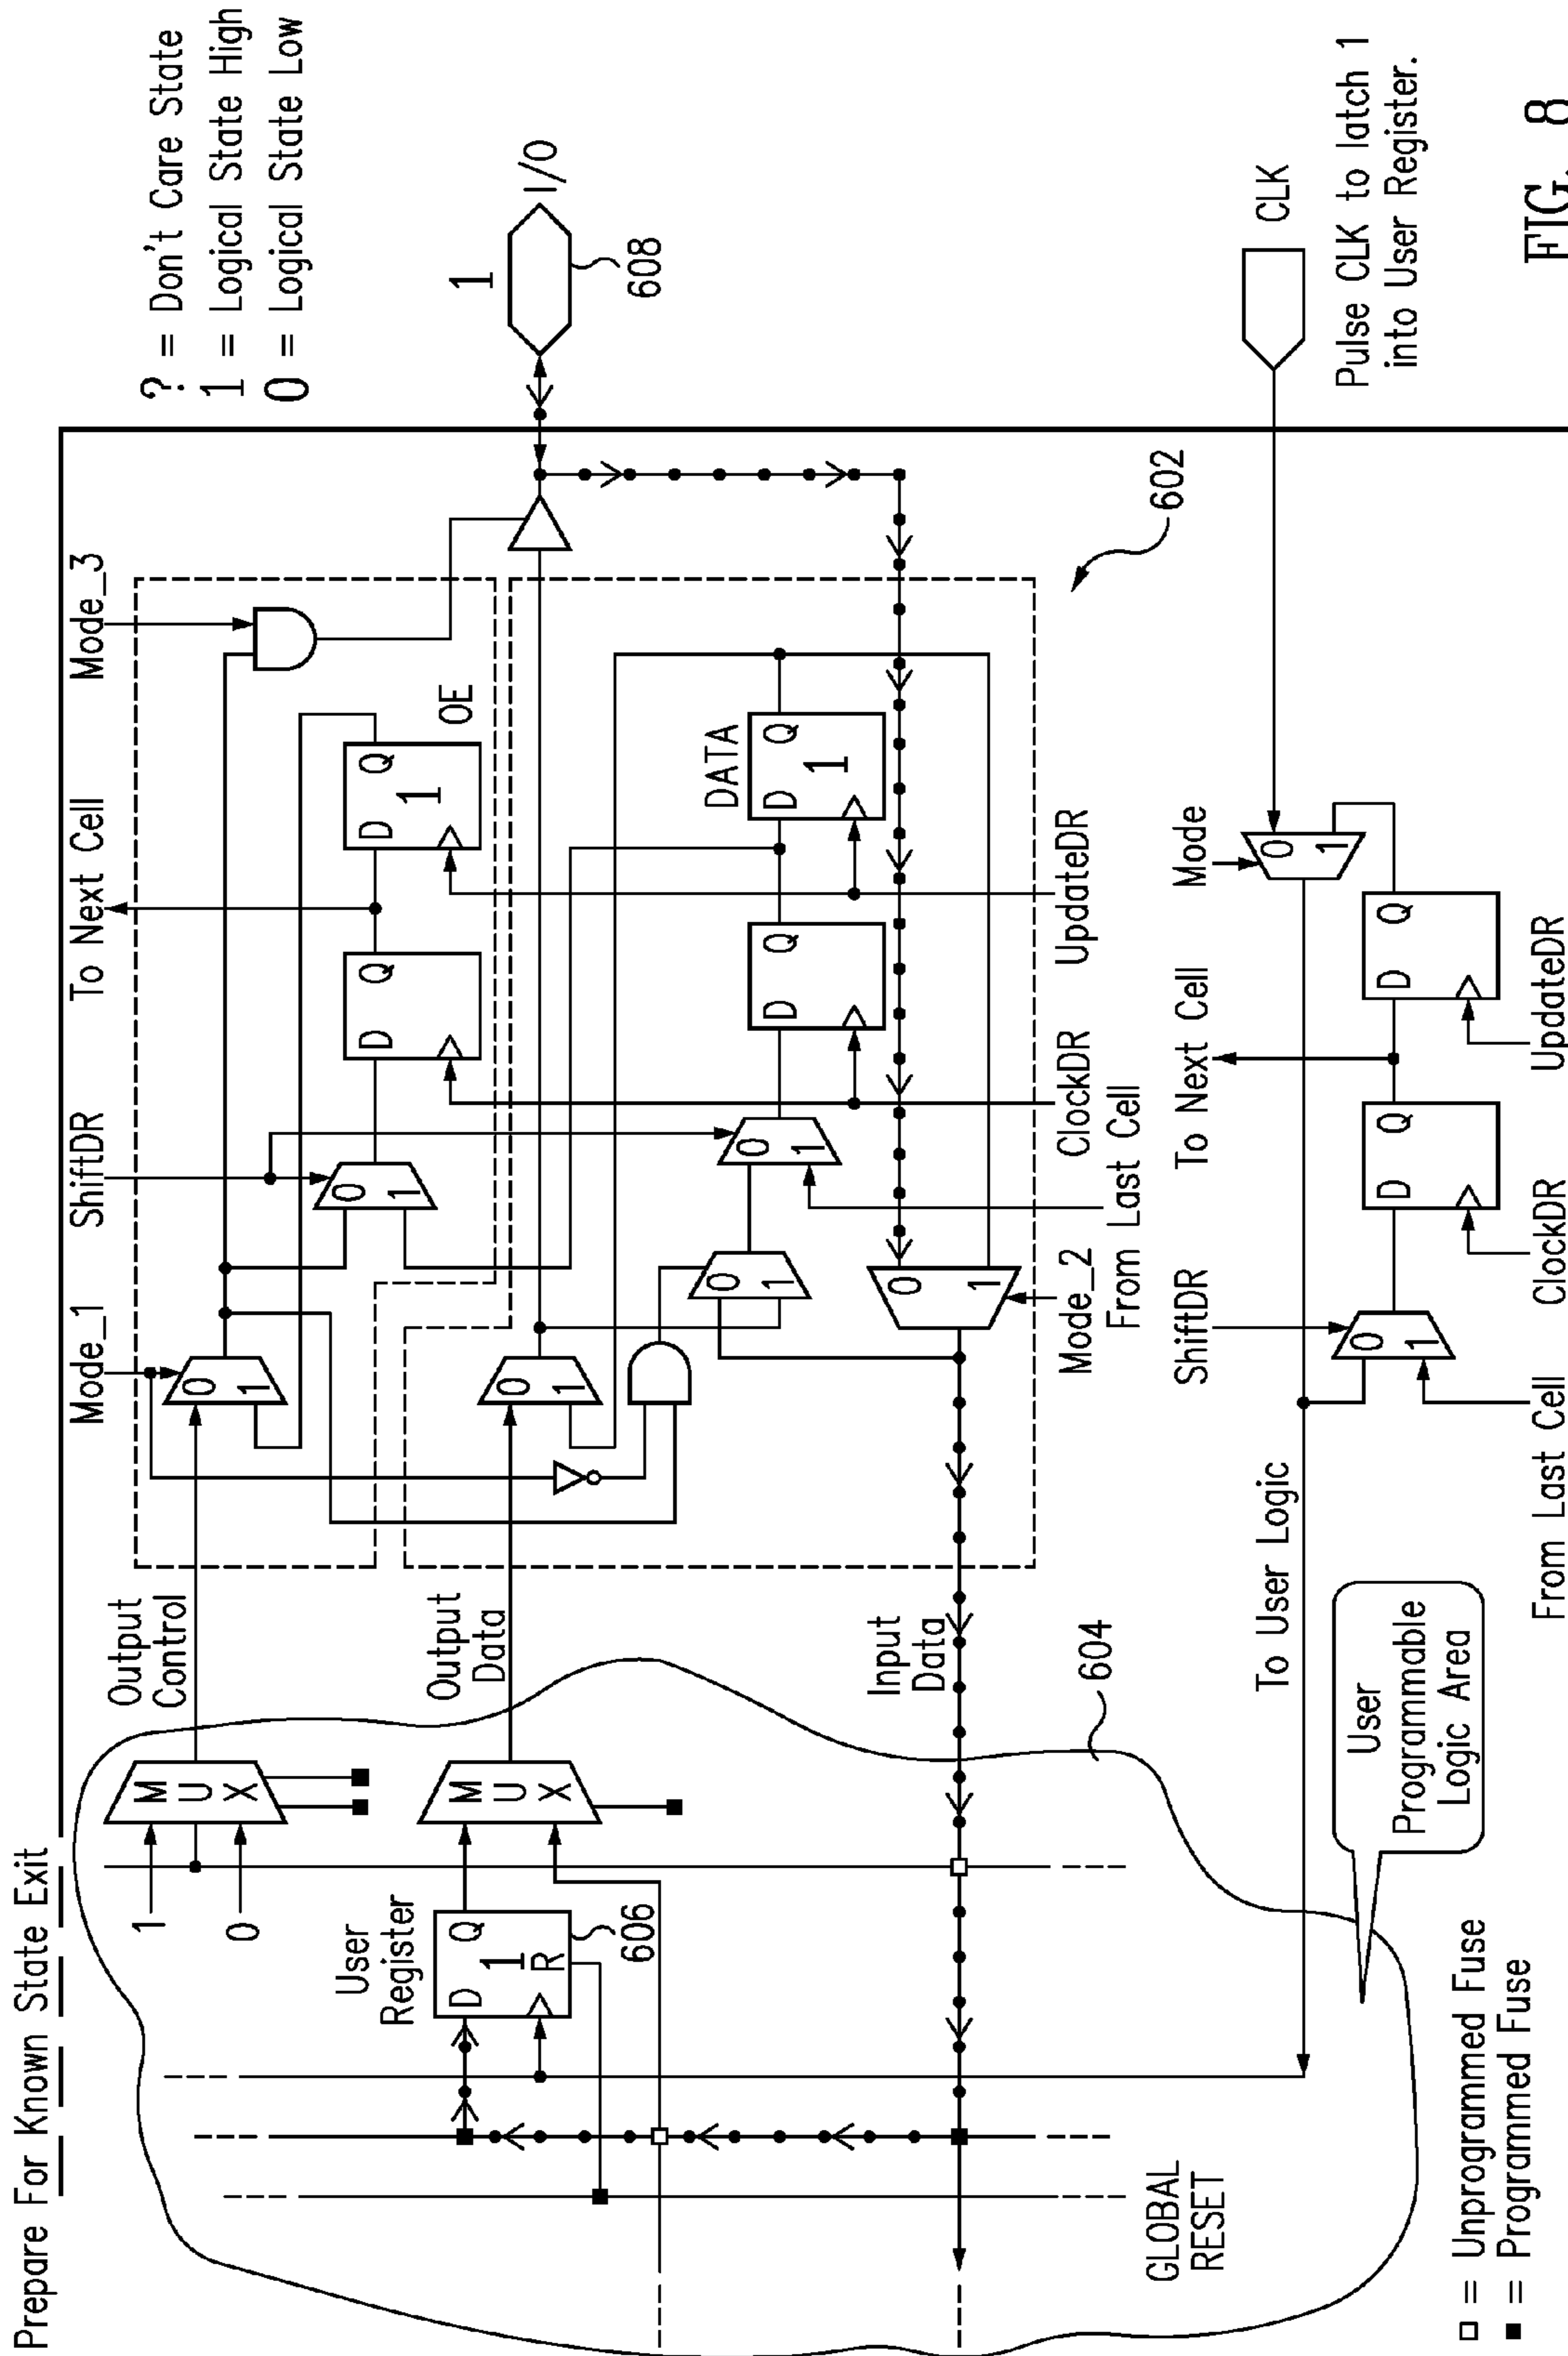 Prepare For Known State Exit
? = Don't Care State
1 = Logical State High
0 = Logical State Low
Mode_1
ShiftDR
To Next Cell
Mode_3
Output
Control
1
0
M
U
X
0
1
0
1
D Q
D Q
1
OE
1
I/O
608
User
Register
D Q
1
R
606
M
U
X
Output
Data
0
1
0
1
0
1
D Q
DATA
D Q
1
Input
Data
0
1
604
602
GLOBAL
RESET
Mode_2
From Last Cell
ClockDR
UpdateDR
To User Logic
ShiftDR
To Next Cell
Mode
0
1
CLK
Pulse CLK to latch 1
into User Register.
User
Programmable
Logic Area
0
1
D Q
D Q
From Last Cell
ClockDR
UpdateDR
= Unprogrammed Fuse
= Programmed Fuse
FIG. 8